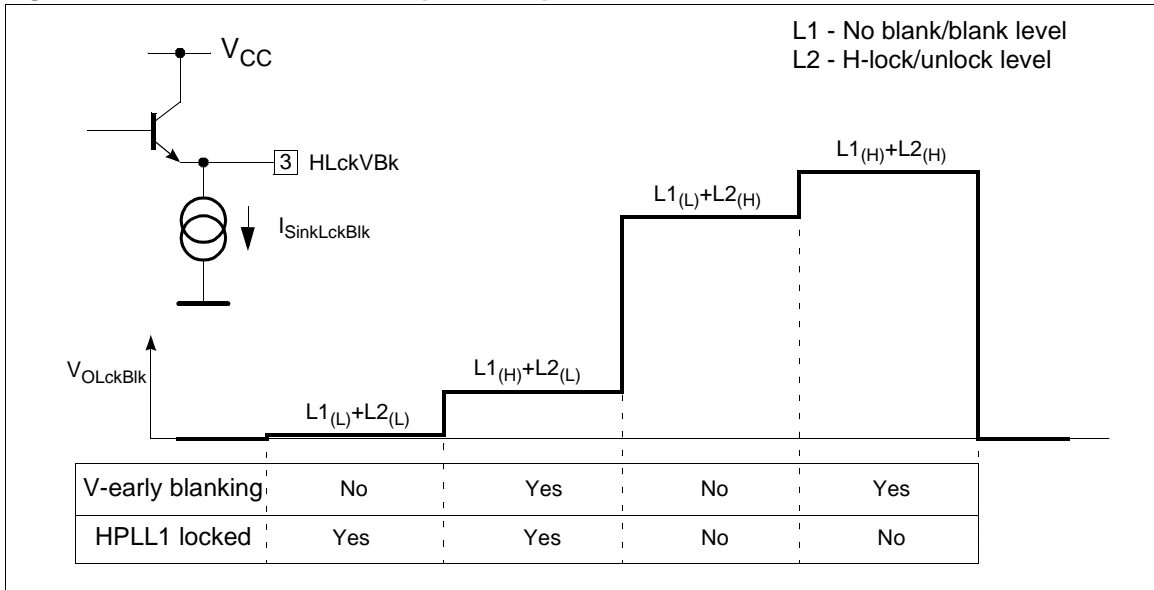 L1 - No blank/blank level
L2 - H-lock/unlock level
VCC
3 HLckVBk
ISinkLckBlk
VOLckBlk
L1(L)+L2(L)
L1(H)+L2(L)
L1(L)+L2(H)
L1(H)+L2(H)
V-early blanking No Yes No Yes
HPLL1 locked Yes Yes No No